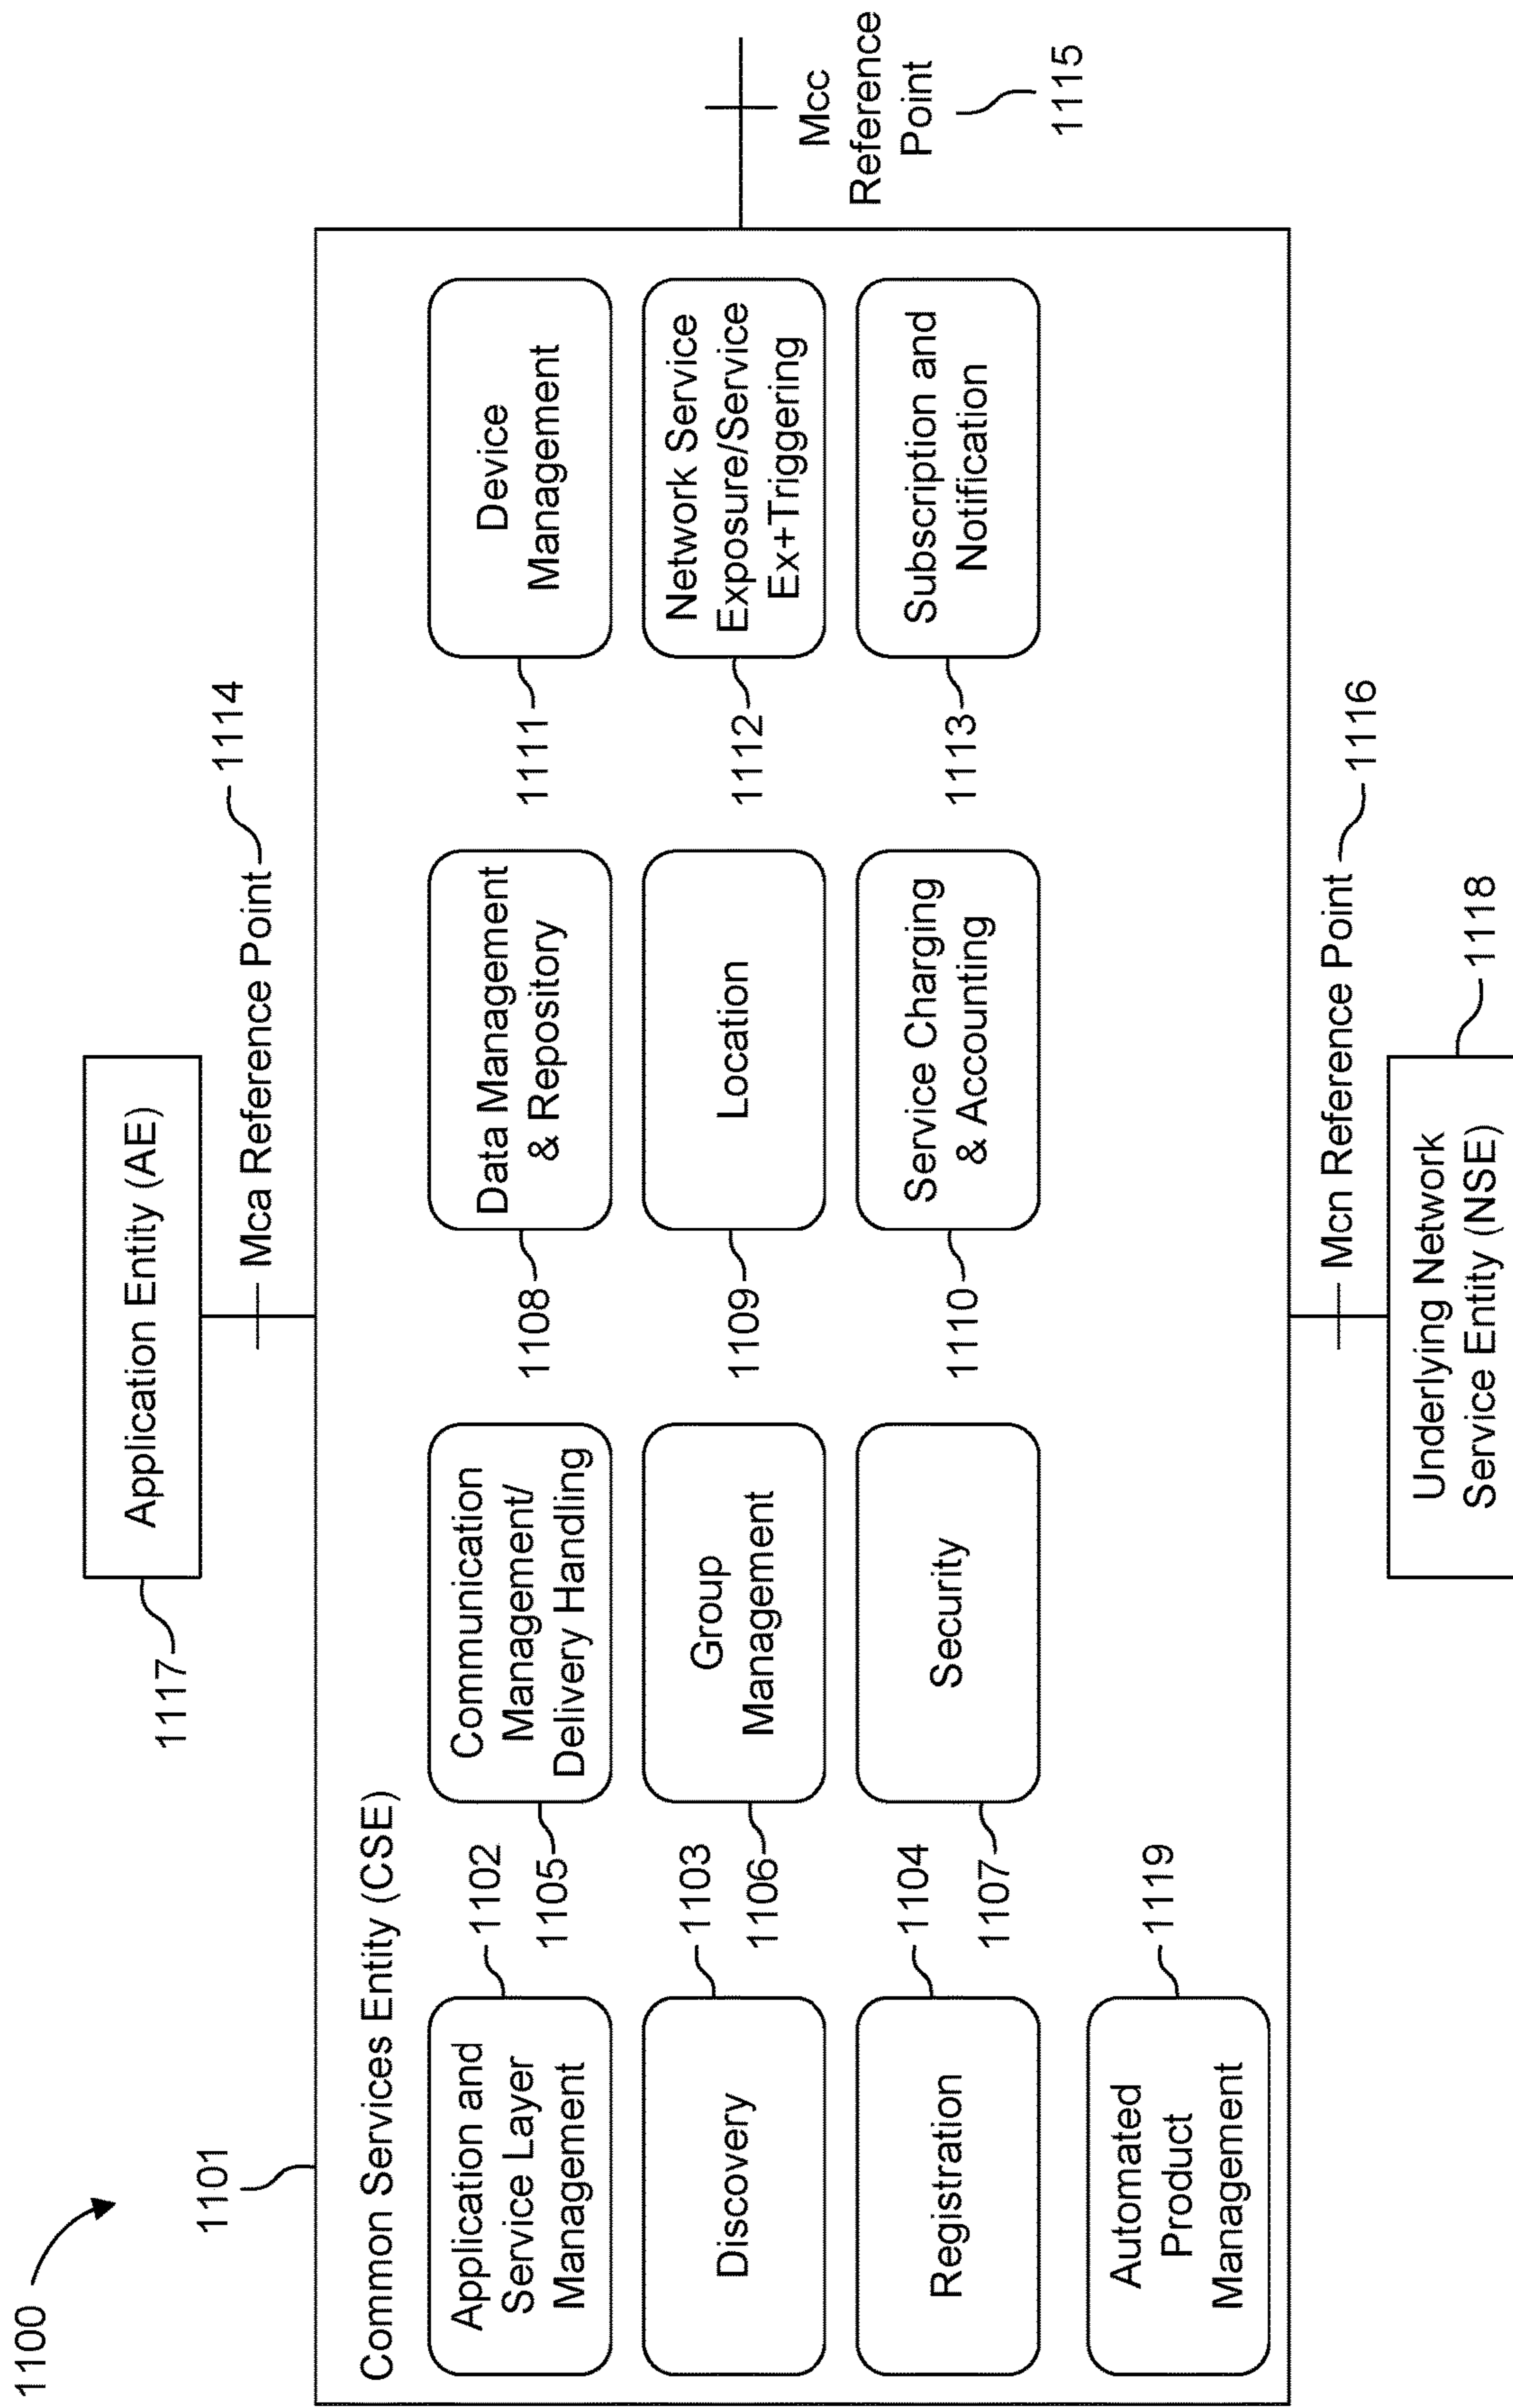 1100
1117
Application Entity (AE)
Mca Reference Point
1114
1101
Common Services Entity (CSE)
Application and
Service Layer
Management
1102
1105
Communication
Management/
Delivery Handling
1108
Data Management
& Repository
1111
Device
Management
Discovery
1103
1106
Group
Management
1109
Location
1112
Network Service
Exposure/Service
Ex+Triggering
Registration
1104
1107
Security
1110
Service Charging
& Accounting
1113
Subscription and
Notification
Automated
Product
Management
1119
Mcc
Reference
Point
1115
Mcn Reference Point
1116
Underlying Network
Service Entity (NSE)
1118